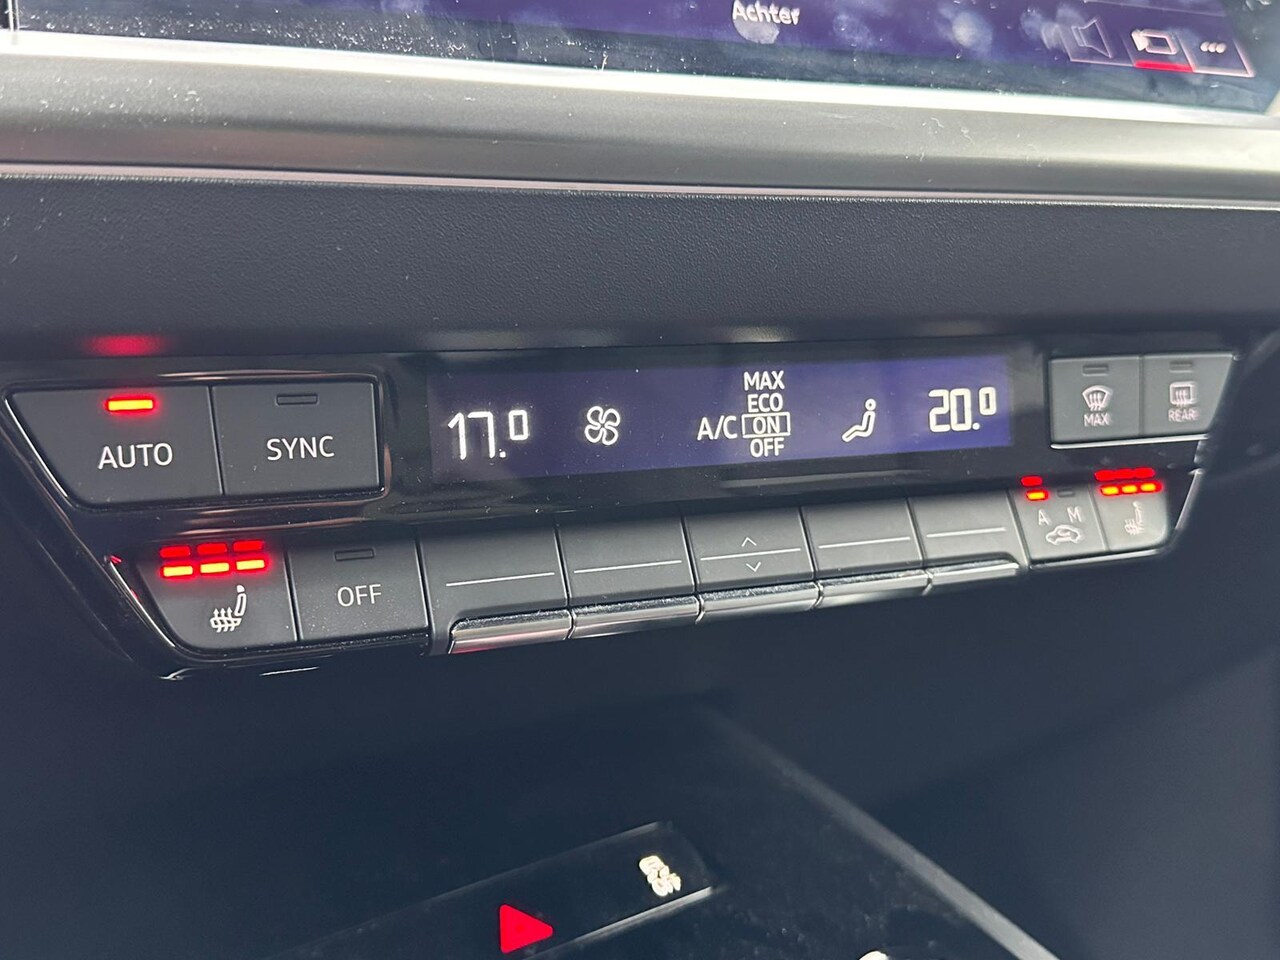 Achter
AUTO
SYNC
17.0
A/C
MAX
ECO
ON
OFF
20.0
MAX
REAR
OFF
A M